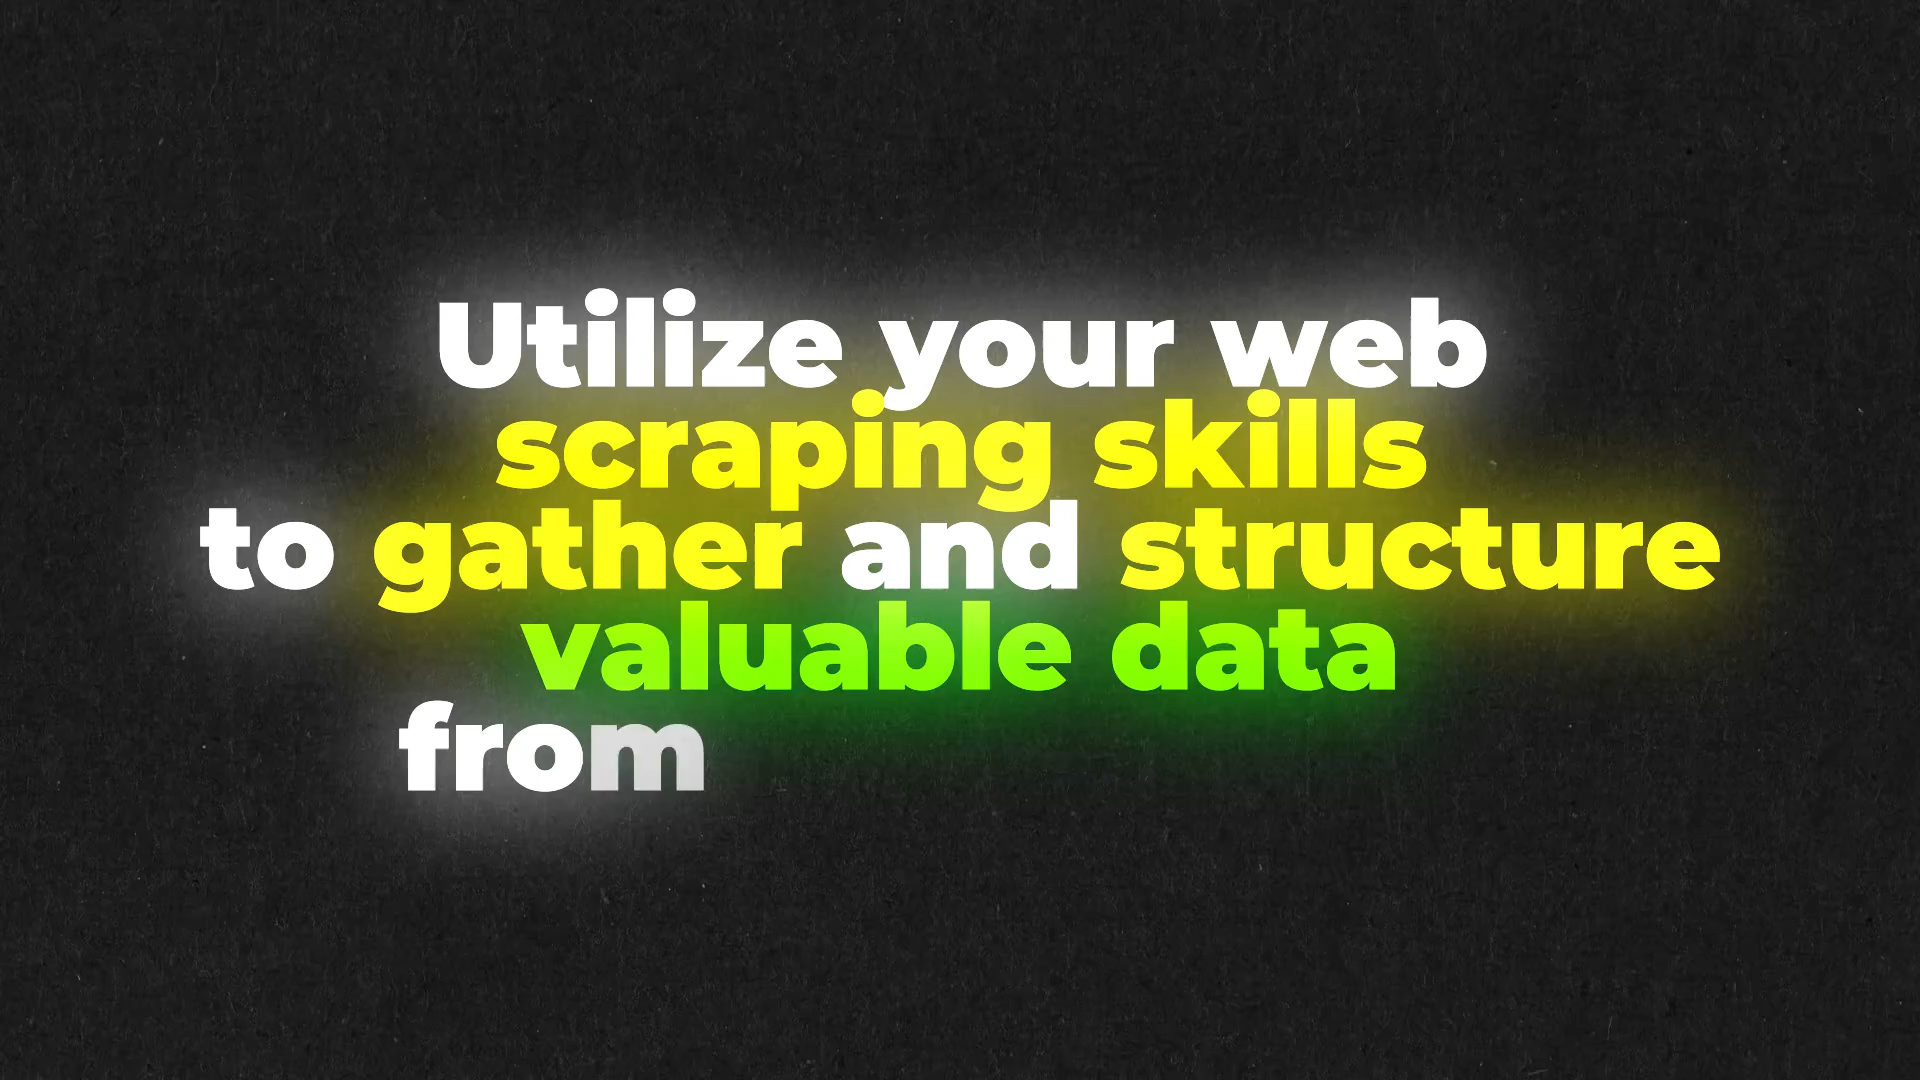 Utilize your web
scraping skills
to gather and structure
valuable data
from